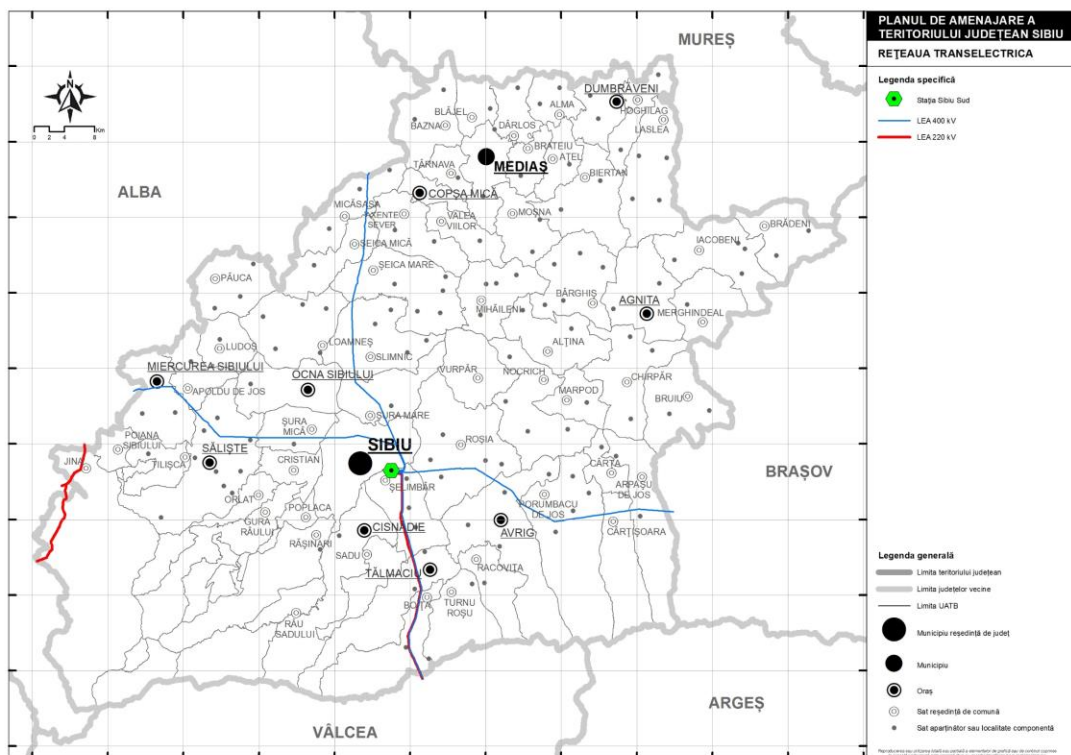 PLANUL DE AMENAJARE A
TERITORIULUI JUDEȚEAN SIBIU
REȚEAUA TRANSELECTRICA
Legenda specifică
Stația Sibiu Sud
LEA 400 kV
LEA 220 kV
N
0 2 4 8
Km
MUREȘ
ALBA
BRAȘOV
ARGEȘ
VÂLCEA
DUMBRĂVENI
HOGHILAG
LASLEA
ALMA
BLĂJEL
BAZNA
DÂRLOS
BRATEIU
AȚEL
BIERTAN
MEDIAȘ
TÂRNAVA
COPȘA MICĂ
MICĂSASA
AXENTE
SEVER
VALEA
VIILOR
MOȘNA
BRĂDENI
IACOBENI
ȘEICA MICĂ
ȘEICA MARE
PĂUCA
BÂRGHIȘ
AGNITA
MIHĂILENI
MERGHINDEAL
LUDOȘ
LOAMNEȘ
SLIMNIC
ALȚINA
MIERCUREA SIBIULUI
OCNA SIBIULUI
VURPĂR
NOCRICH
CHIRPĂR
APOLDU DE JOS
MARPOD
BRUIU
ȘURA MARE
ȘURA
MICĂ
POIANA
SIBIULUI
SIBIU
ROȘIA
SĂLIȘTE
JINA
TILIȘCA
CRISTIAN
CÂRȚA
ARPAȘU
DE JOS
ȘELIMBĂR
ORLAT
PORUMBACU
DE JOS
GURA
RÂULUI
POPLACA
CISNĂDIE
AVRIG
CÂRȚIȘOARA
RĂȘINARI
SADU
TĂLMACIU
RACOVIȚA
BOIȚA
TURNU
ROȘU
RÂU
SADULUI
Legenda generală
Limita teritoriului județean
Limita județelor vecine
Limita UATB
Municipiu reședință de județ
Municipiu
Oraș
Sat reședință de comună
Sat aparținător sau localitate componentă